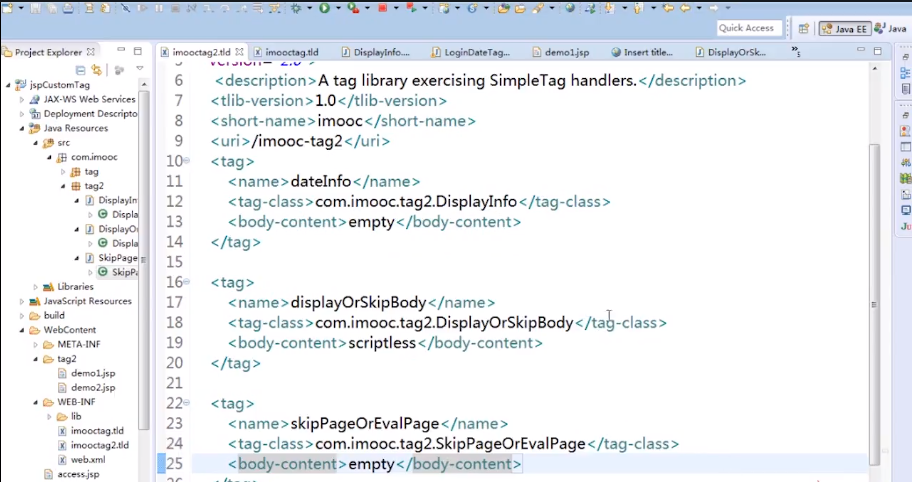 Quick Access
Java EE
Java
Project Explorer
jspCustomTag
JAX-WS Web Services
Deployment Descripto
Java Resources
src
com.imooc
tag
tag2
DisplayIn
Displa
DisplayOr
Displa
SkipPage
SkipPa
Libraries
JavaScript Resources
build
WebContent
META-INF
tag2
demo1.jsp
demo2.jsp
WEB-INF
lib
imooctag.tld
imooctag2.tld
web.xml
access.jsp
imooctag2.tld
imooctag.tld
DisplayInfo....
LoginDateTag...
demo1.jsp
Insert title...
DisplayOrSk...
6 <description>A tag library exercising SimpleTag handlers.</description>
7 <tlib-version>1.0</tlib-version>
8 <short-name>imooc</short-name>
9 <uri>/imooc-tag2</uri>
10 <tag>
11 <name>dateInfo</name>
12 <tag-class>com.imooc.tag2.DisplayInfo</tag-class>
13 <body-content>empty</body-content>
14 </tag>
15
16 <tag>
17 <name>displayOrSkipBody</name>
18 <tag-class>com.imooc.tag2.DisplayOrSkipBody</tag-class>
19 <body-content>scriptless</body-content>
20 </tag>
21
22 <tag>
23 <name>skipPageOrEvalPage</name>
24 <tag-class>com.imooc.tag2.SkipPageOrEvalPage</tag-class>
25 <body-content>empty</body-content>